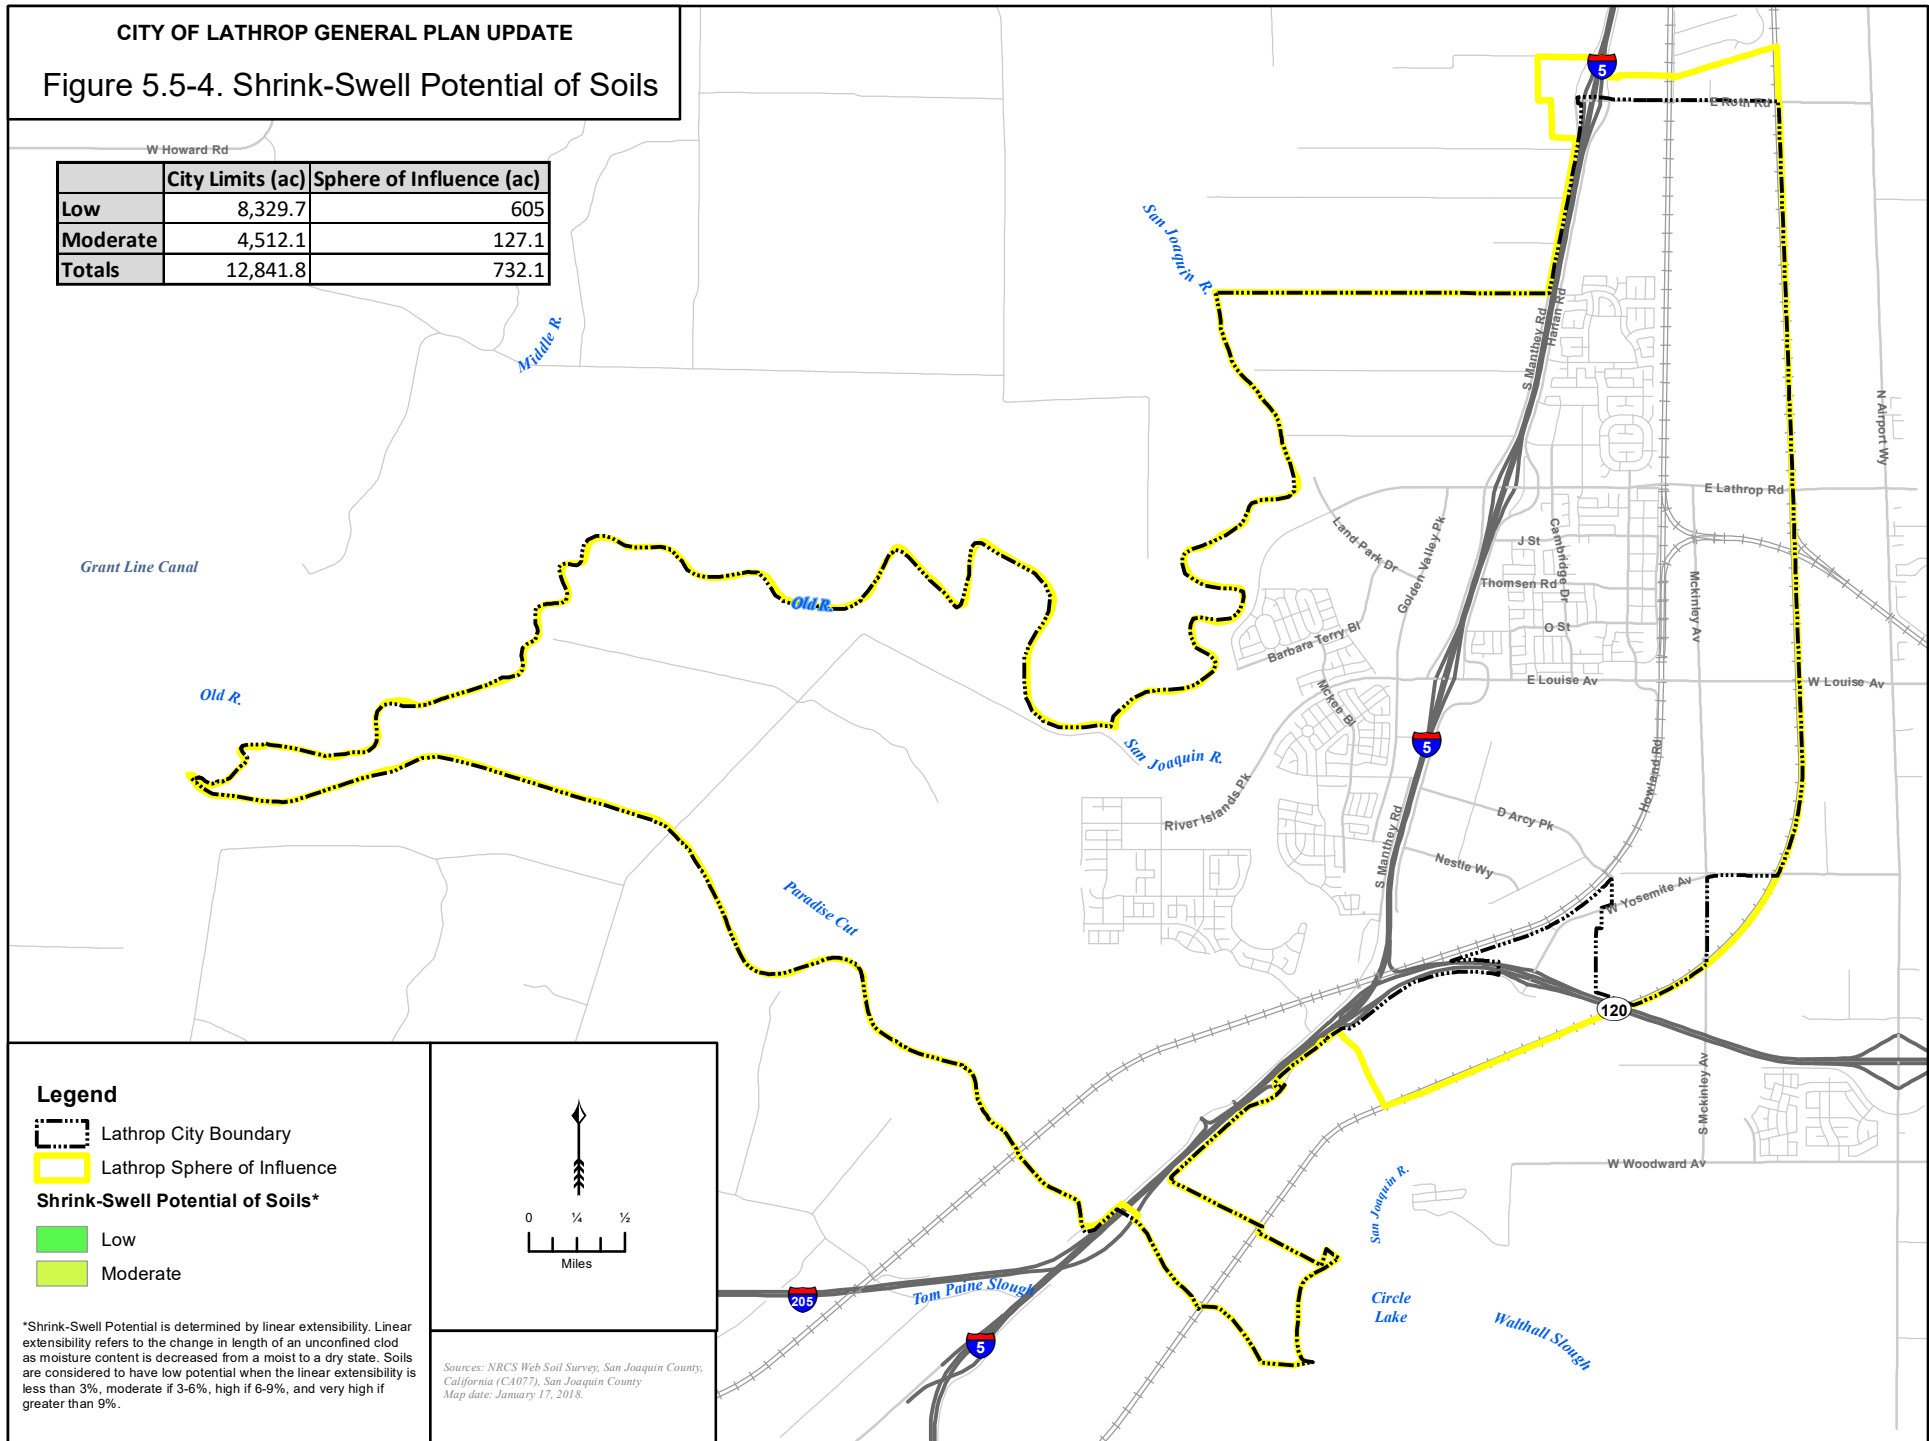 CITY OF LATHROP GENERAL PLAN UPDATE
Figure 5.5-4. Shrink-Swell Potential of Soils
W Howard Rd
City Limits (ac) Sphere of Influence (ac)
Low 8,329.7 605
Moderate 4,512.1 127.1
Totals 12,841.8 732.1
5
E Roth Rd
San Joaquin R.
Middle R.
S Manthey Rd
Harlan Rd
N Airport Wy
E Lathrop Rd
Land Park Dr
Golden Valley Pk
J St
Cambridge Dr
Thomsen Rd
Mckinley Av
O St
Grant Line Canal
Old R.
Barbara Terry Bl
E Louise Av
W Louise Av
Mckee Bl
Old R.
San Joaquin R.
5
Howland Rd
River Islands Pk
D Arcy Pk
S Manthey Rd
Nestle Wy
W Yosemite Av
Paradise Cut
120
S Mckinley Av
W Woodward Av
San Joaquin R.
Circle
Lake
Walthall Slough
Tom Paine Slough
205
5
Legend
Lathrop City Boundary
Lathrop Sphere of Influence
Shrink-Swell Potential of Soils*
Low
Moderate
*Shrink-Swell Potential is determined by linear extensibility. Linear
extensibility refers to the change in length of an unconfined clod
as moisture content is decreased from a moist to a dry state. Soils
are considered to have low potential when the linear extensibility is
less than 3%, moderate if 3-6%, high if 6-9%, and very high if
greater than 9%.
0 ¼ ½
Miles
Sources: NRCS Web Soil Survey, San Joaquin County,
California (CA077), San Joaquin County
Map date: January 17, 2018.